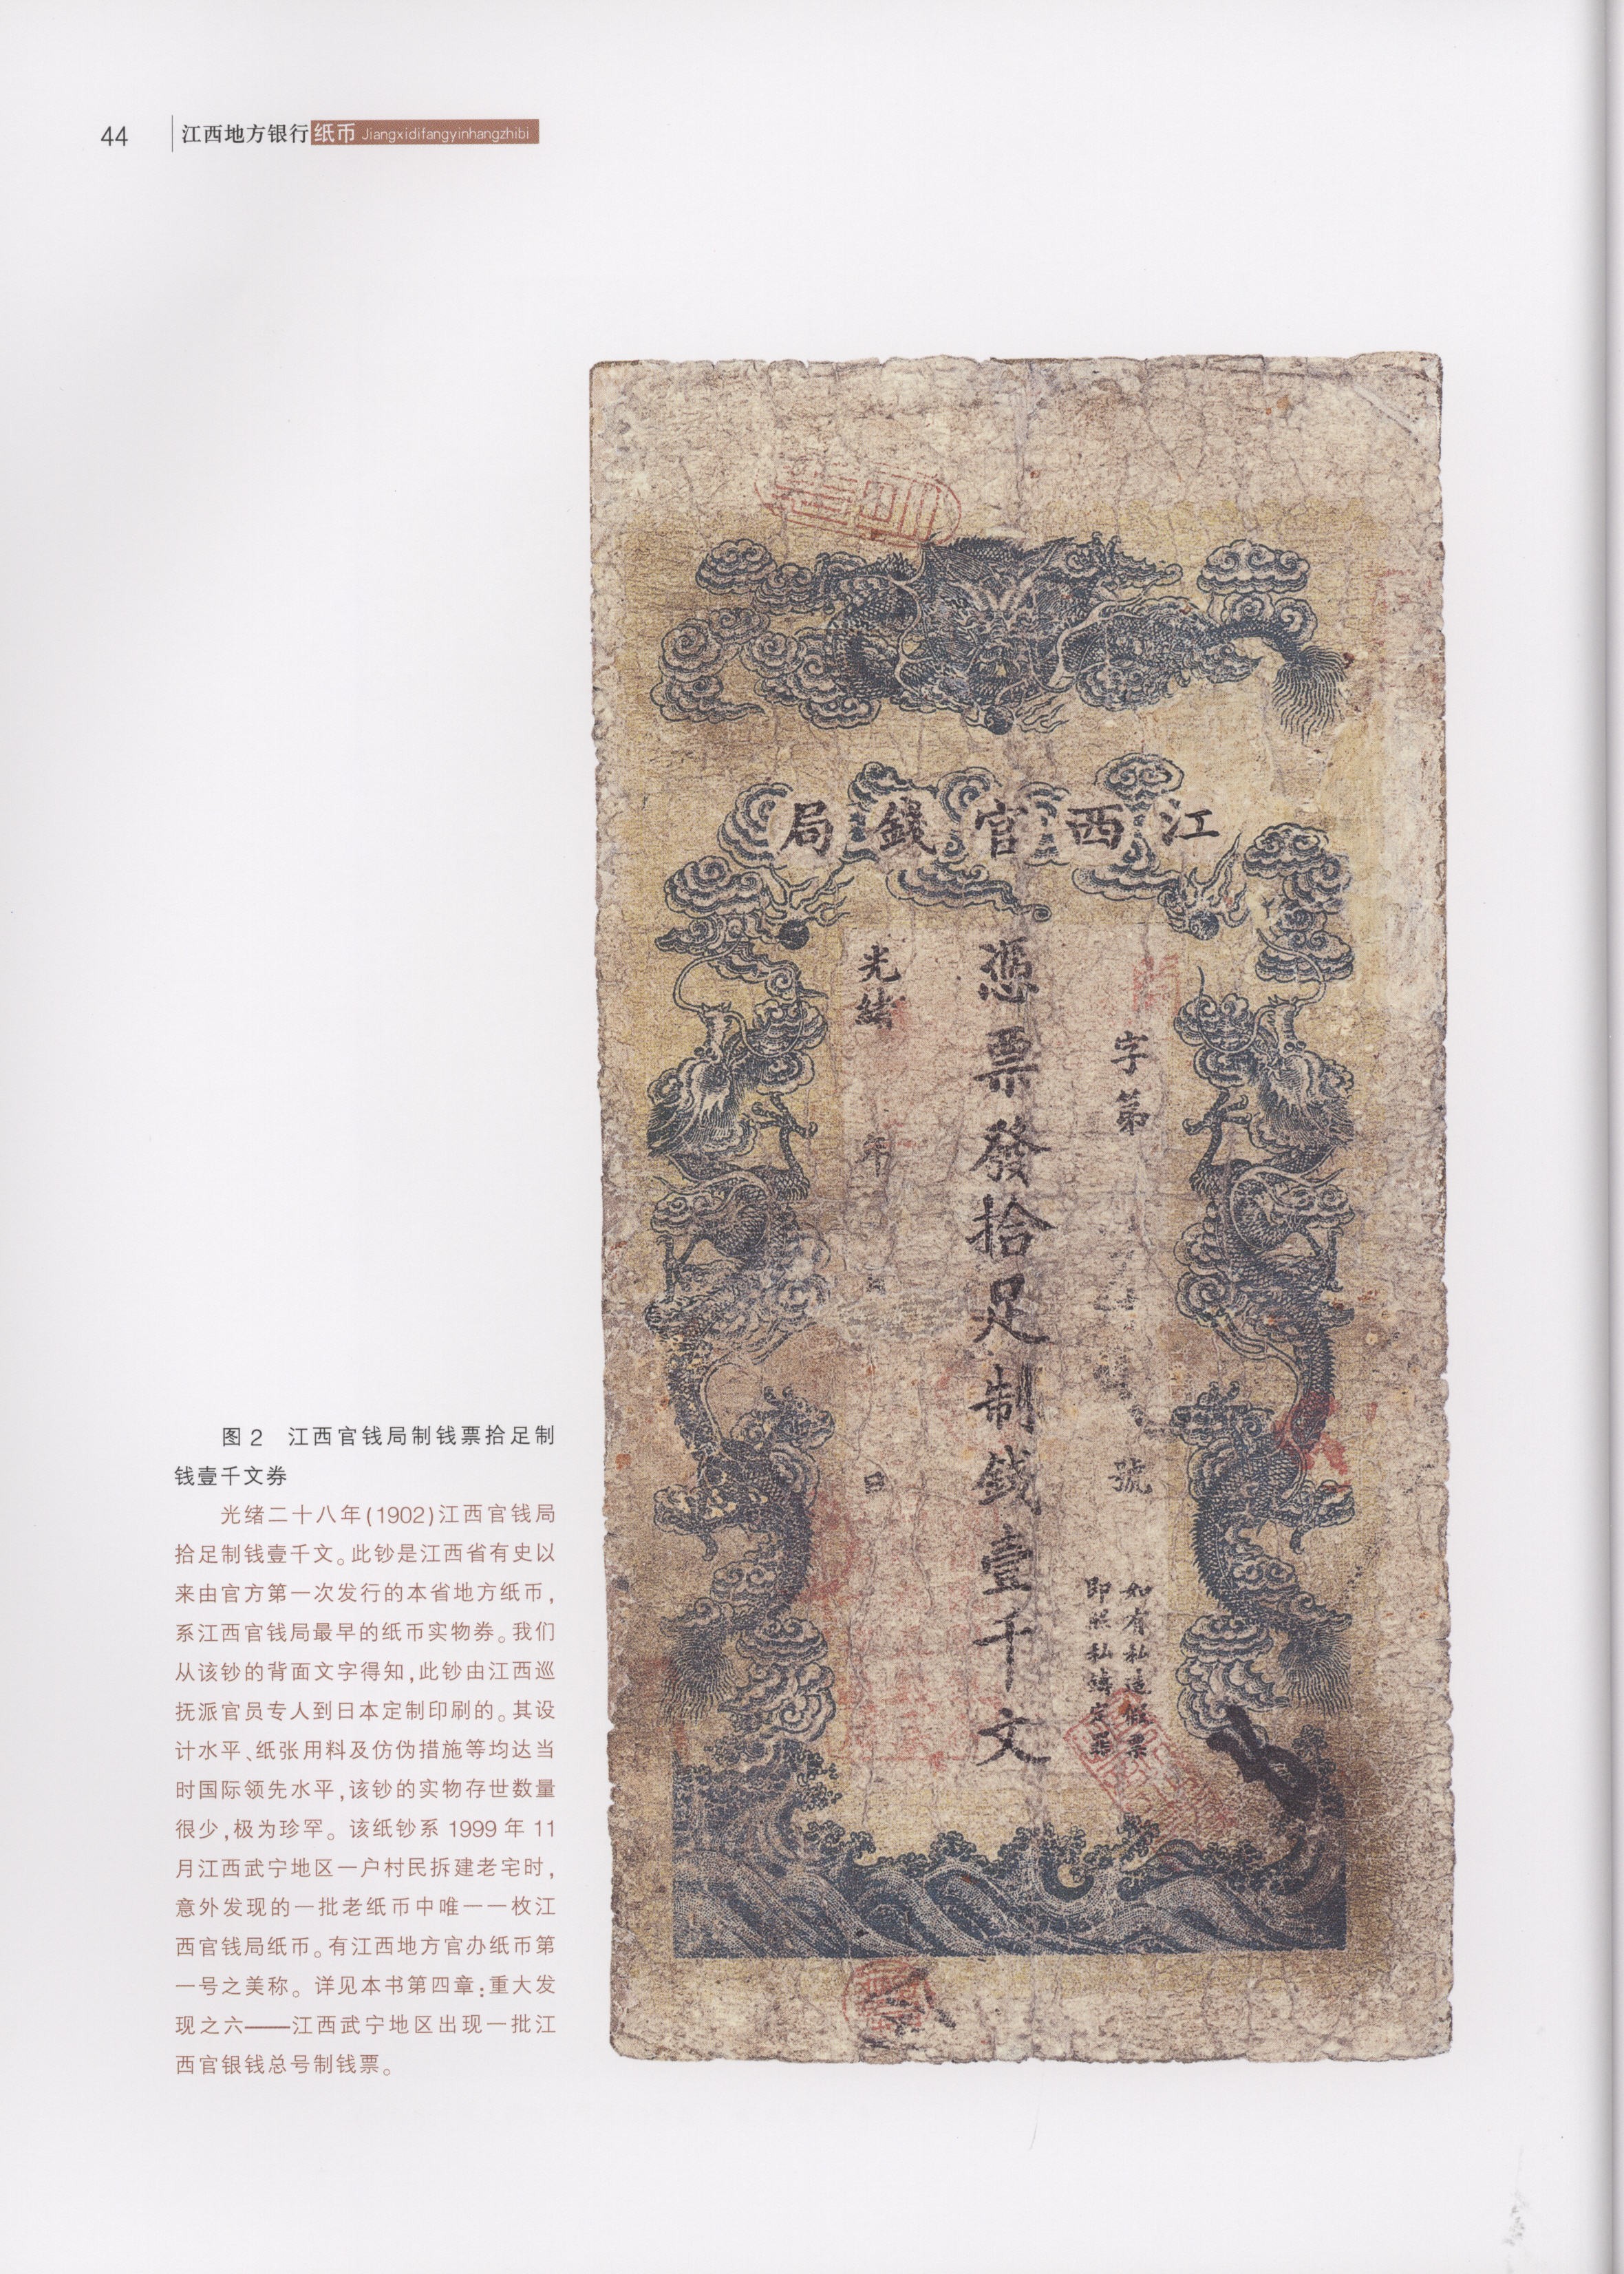 44
江西地方银行纸币 Jiangxidifangyinhangzhibi
江西官錢局
字第
號
如有私造假票
即照私鑄定罪
憑票發拾足制錢壹千文
光緒 年 月 日
图2 江西官钱局制钱票拾足制
钱壹千文券
光绪二十八年(1902)江西官钱局
拾足制钱壹千文。此钞是江西省有史以
来由官方第一次发行的本省地方纸币,
系江西官钱局最早的纸币实物券。我们
从该钞的背面文字得知,此钞由江西巡
抚派官员专人到日本定制印刷的。其设
计水平、纸张用料及仿伪措施等均达当
时国际领先水平,该钞的实物存世数量
很少,极为珍罕。该纸钞系1999年11
月江西武宁地区一户村民拆建老宅时,
意外发现的一批老纸币中唯一一枚江
西官钱局纸币。有江西地方官办纸币第
一号之美称。详见本书第四章:重大发
现之六——江西武宁地区出现一批江
西官银钱总号制钱票。